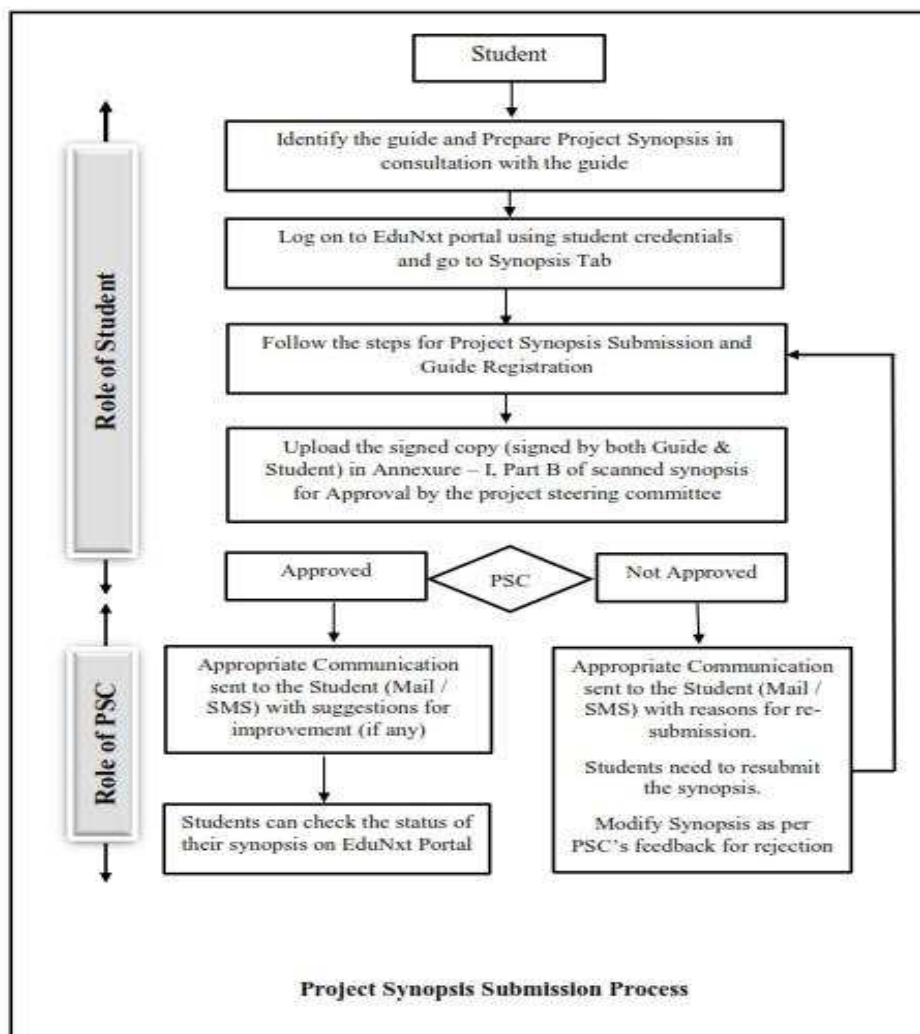 Student
Identify the guide and Prepare Project Synopsis in
consultation with the guide
Log on to EduNxt portal using student credentials
and go to Synopsis Tab
Follow the steps for Project Synopsis Submission and
Guide Registration
Upload the signed copy (signed by both Guide &
Student) in Annexure – I, Part B of scanned synopsis
for Approval by the project steering committee
Role of Student
Approved
PSC
Not Approved
Appropriate Communication
sent to the Student (Mail /
SMS) with suggestions for
improvement (if any)
Students can check the status of
their synopsis on EduNxt Portal
Appropriate Communication
sent to the Student (Mail /
SMS) with reasons for re-
submission.
Students need to resubmit
the synopsis.
Modify Synopsis as per
PSC's feedback for rejection
Role of PSC
Project Synopsis Submission Process